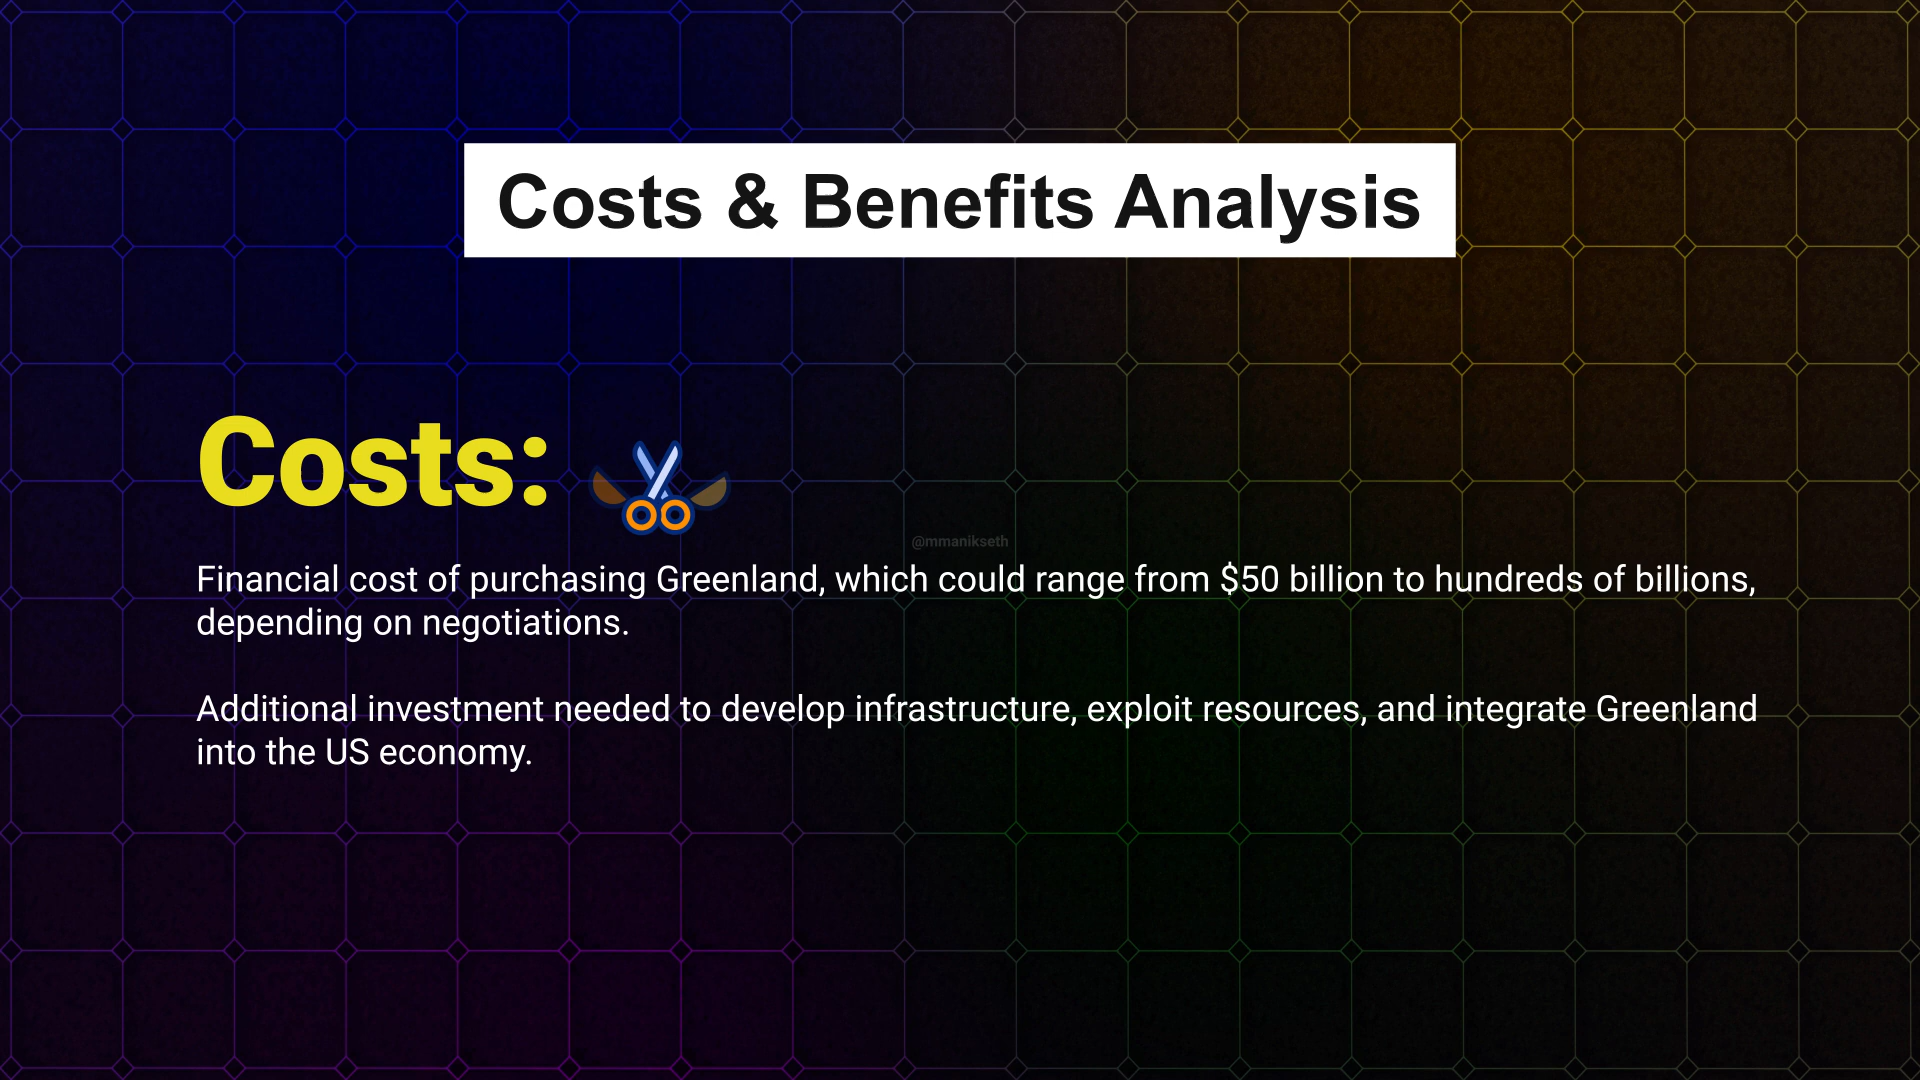 Costs & Benefits Analysis
Costs:
@mmanikseth
Financial cost of purchasing Greenland, which could range from $50 billion to hundreds of billions,
depending on negotiations.
Additional investment needed to develop infrastructure, exploit resources, and integrate Greenland
into the US economy.